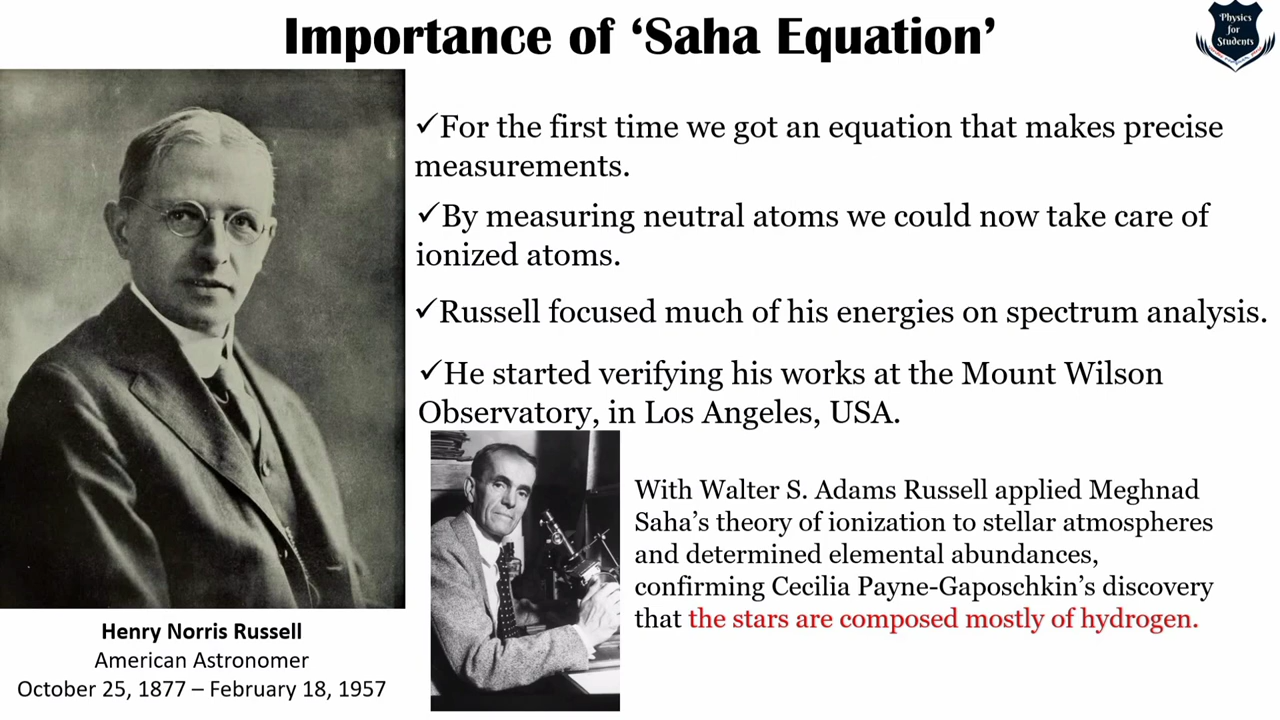 Importance of ‘Saha Equation’
Physics
for
Students
✓For the first time we got an equation that makes precise
measurements.
✓By measuring neutral atoms we could now take care of
ionized atoms.
✓Russell focused much of his energies on spectrum analysis.
✓He started verifying his works at the Mount Wilson
Observatory, in Los Angeles, USA.
With Walter S. Adams Russell applied Meghnad
Saha’s theory of ionization to stellar atmospheres
and determined elemental abundances,
confirming Cecilia Payne-Gaposchkin’s discovery
that the stars are composed mostly of hydrogen.
Henry Norris Russell
American Astronomer
October 25, 1877 – February 18, 1957